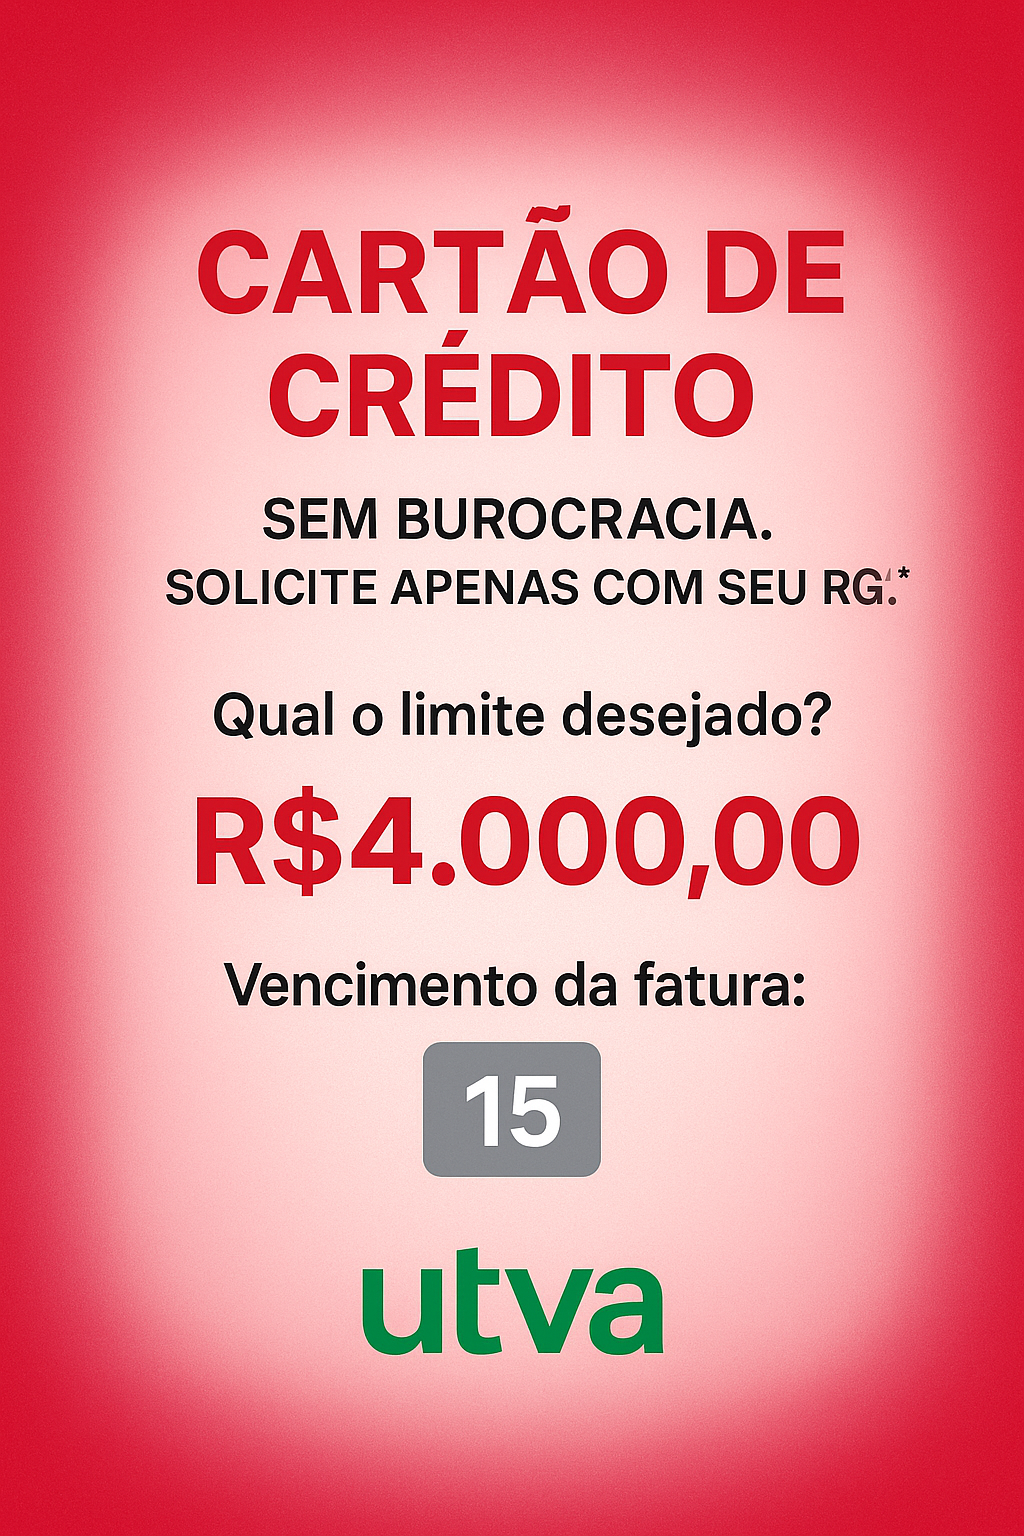 CARTÃO DE
CRÉDITO
SEM BUROCRACIA.
SOLICITE APENAS COM SEU RG.*
Qual o limite desejado?
R$4.000,00
Vencimento da fatura:
15
utva